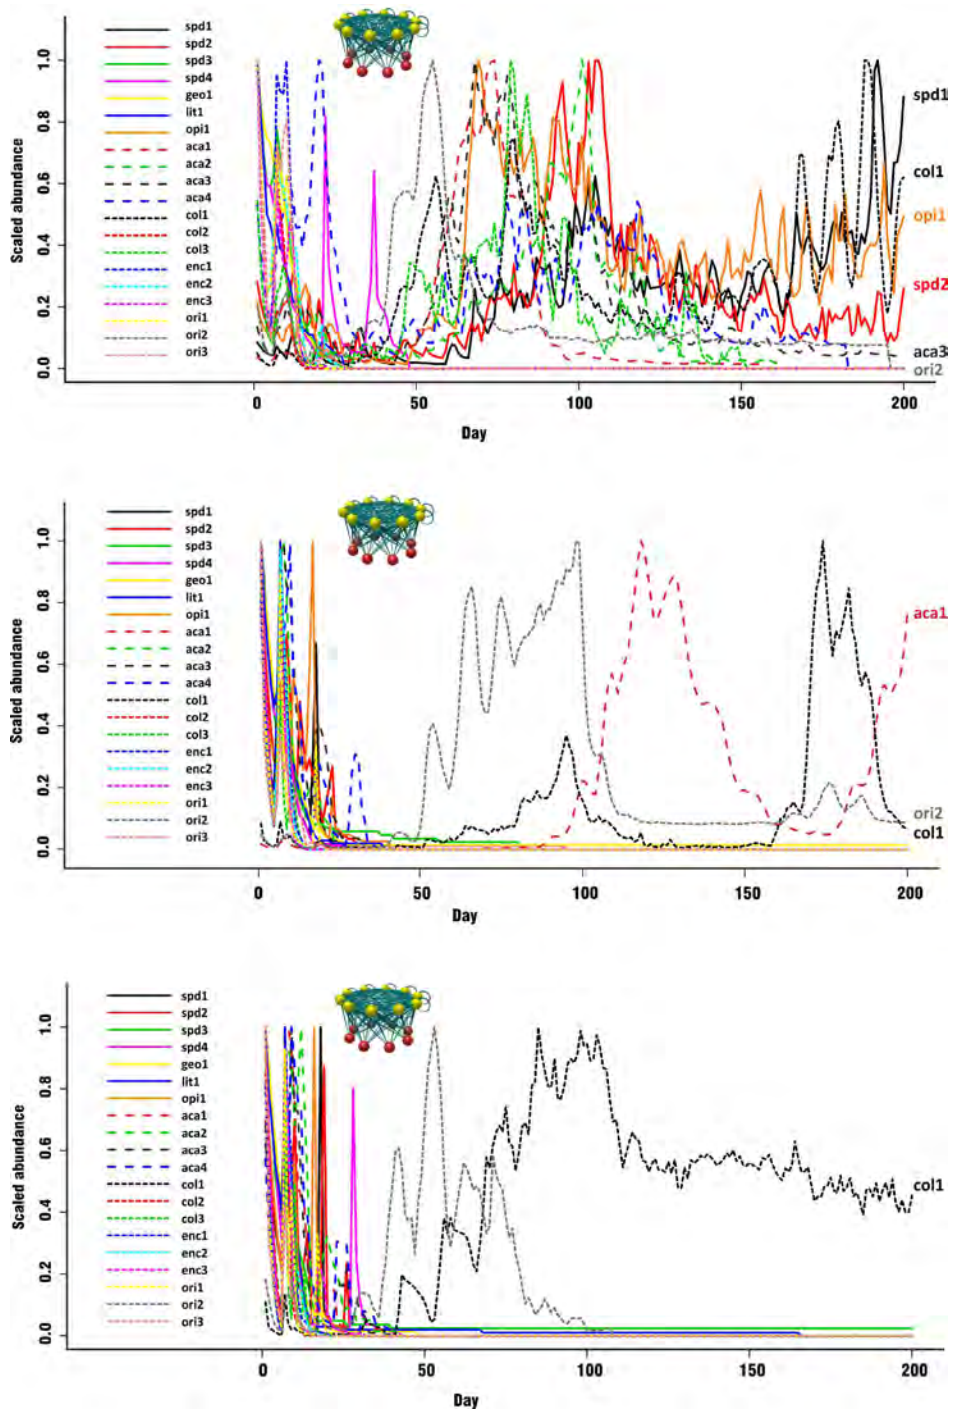 spd1
spd2
spd3
spd4
geo1
lit1
opi1
aca1
aca2
aca3
aca4
col1
col2
col3
enc1
enc2
enc3
ori1
ori2
ori3
Scaled abundance
0.0
0.2
0.4
0.6
0.8
1.0
spd1
col1
opi1
spd2
aca3
ori2
0
50
100
150
200
Day
spd1
spd2
spd3
spd4
geo1
lit1
opi1
aca1
aca2
aca3
aca4
col1
col2
col3
enc1
enc2
enc3
ori1
ori2
ori3
Scaled abundance
0.0
0.2
0.4
0.6
0.8
1.0
aca1
ori2
col1
0
50
100
150
200
Day
spd1
spd2
spd3
spd4
geo1
lit1
opi1
aca1
aca2
aca3
aca4
col1
col2
col3
enc1
enc2
enc3
ori1
ori2
ori3
Scaled abundance
0.0
0.2
0.4
0.6
0.8
1.0
col1
0
50
100
150
200
Day